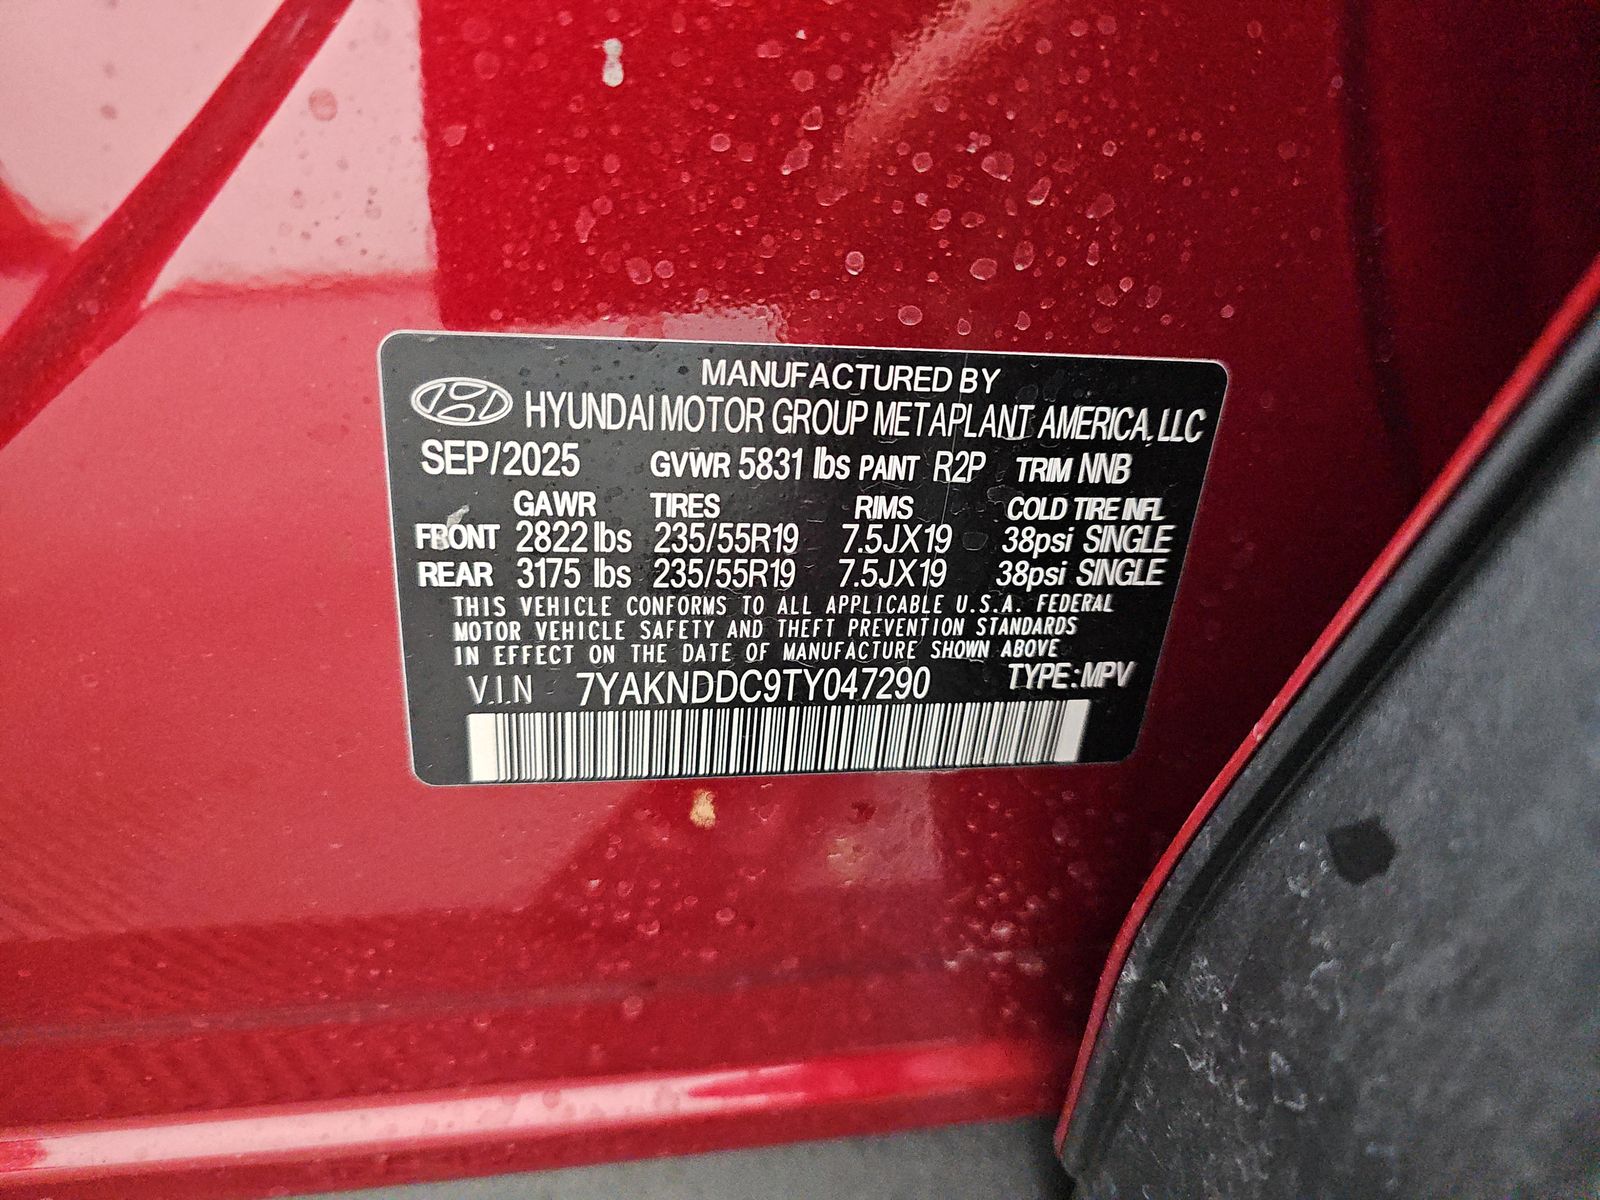 MANUFACTURED BY
HYUNDAI MOTOR GROUP METAPLANT AMERICA, LLC
SEP/2025 GVWR 5831 lbs PAINT R2P TRIM NNB
GAWR TIRES RIMS COLD TIRE INFL
FRONT 2822 lbs 235/55R19 7.5JX19 38psi SINGLE
REAR 3175 lbs 235/55R19 7.5JX19 38psi SINGLE
THIS VEHICLE CONFORMS TO ALL APPLICABLE U.S.A. FEDERAL
MOTOR VEHICLE SAFETY AND THEFT PREVENTION STANDARDS
IN EFFECT ON THE DATE OF MANUFACTURE SHOWN ABOVE
V.I.N 7YAKNDDC9TY047290 TYPE:MPV